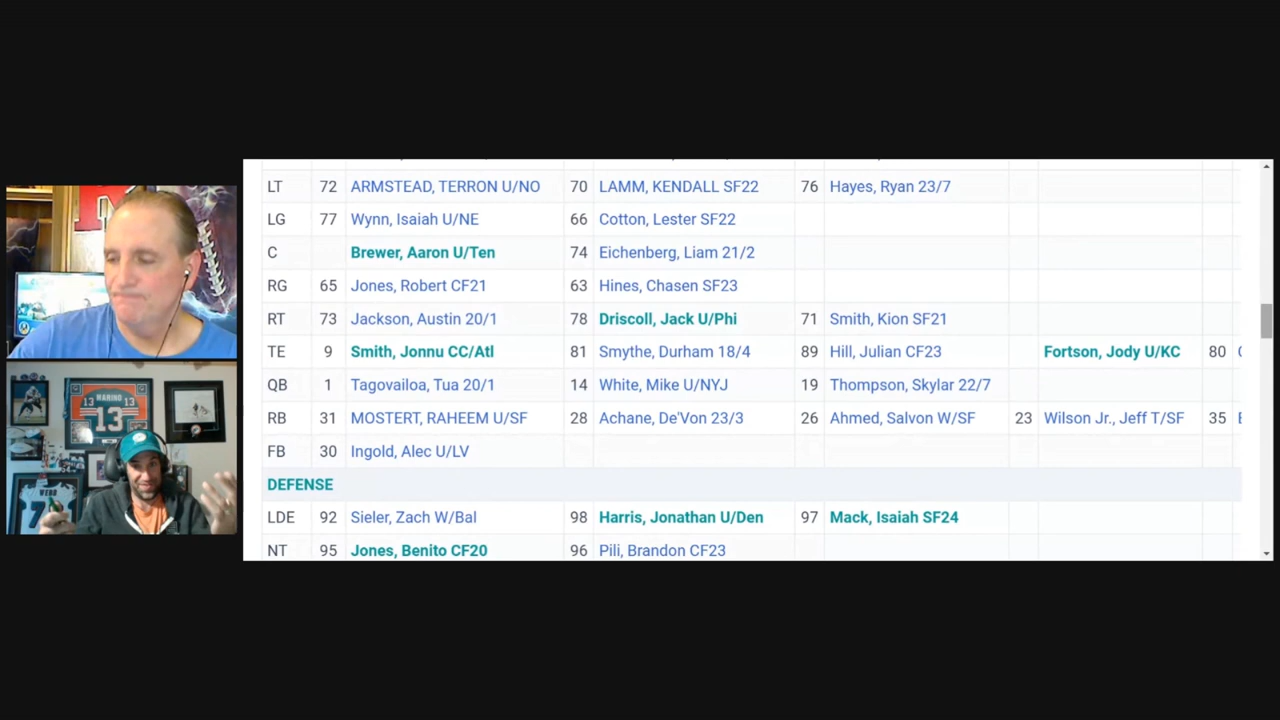 LT 72 ARMSTEAD, TERRON U/NO 70 LAMM, KENDALL SF22 76 Hayes, Ryan 23/7
LG 77 Wynn, Isaiah U/NE 66 Cotton, Lester SF22
C Brewer, Aaron U/Ten 74 Eichenberg, Liam 21/2
RG 65 Jones, Robert CF21 63 Hines, Chasen SF23
RT 73 Jackson, Austin 20/1 78 Driscoll, Jack U/Phi 71 Smith, Kion SF21
TE 9 Smith, Jonnu CC/Atl 81 Smythe, Durham 18/4 89 Hill, Julian CF23 Fortson, Jody U/KC 80
QB 1 Tagovailoa, Tua 20/1 14 White, Mike U/NYJ 19 Thompson, Skylar 22/7
RB 31 MOSTERT, RAHEEM U/SF 28 Achane, De'Von 23/3 26 Ahmed, Salvon W/SF 23 Wilson Jr., Jeff T/SF 35
FB 30 Ingold, Alec U/LV
DEFENSE
LDE 92 Sieler, Zach W/Bal 98 Harris, Jonathan U/Den 97 Mack, Isaiah SF24
NT 95 Jones, Benito CF20 96 Pili, Brandon CF23
MARINO
13 13
13
WEBB